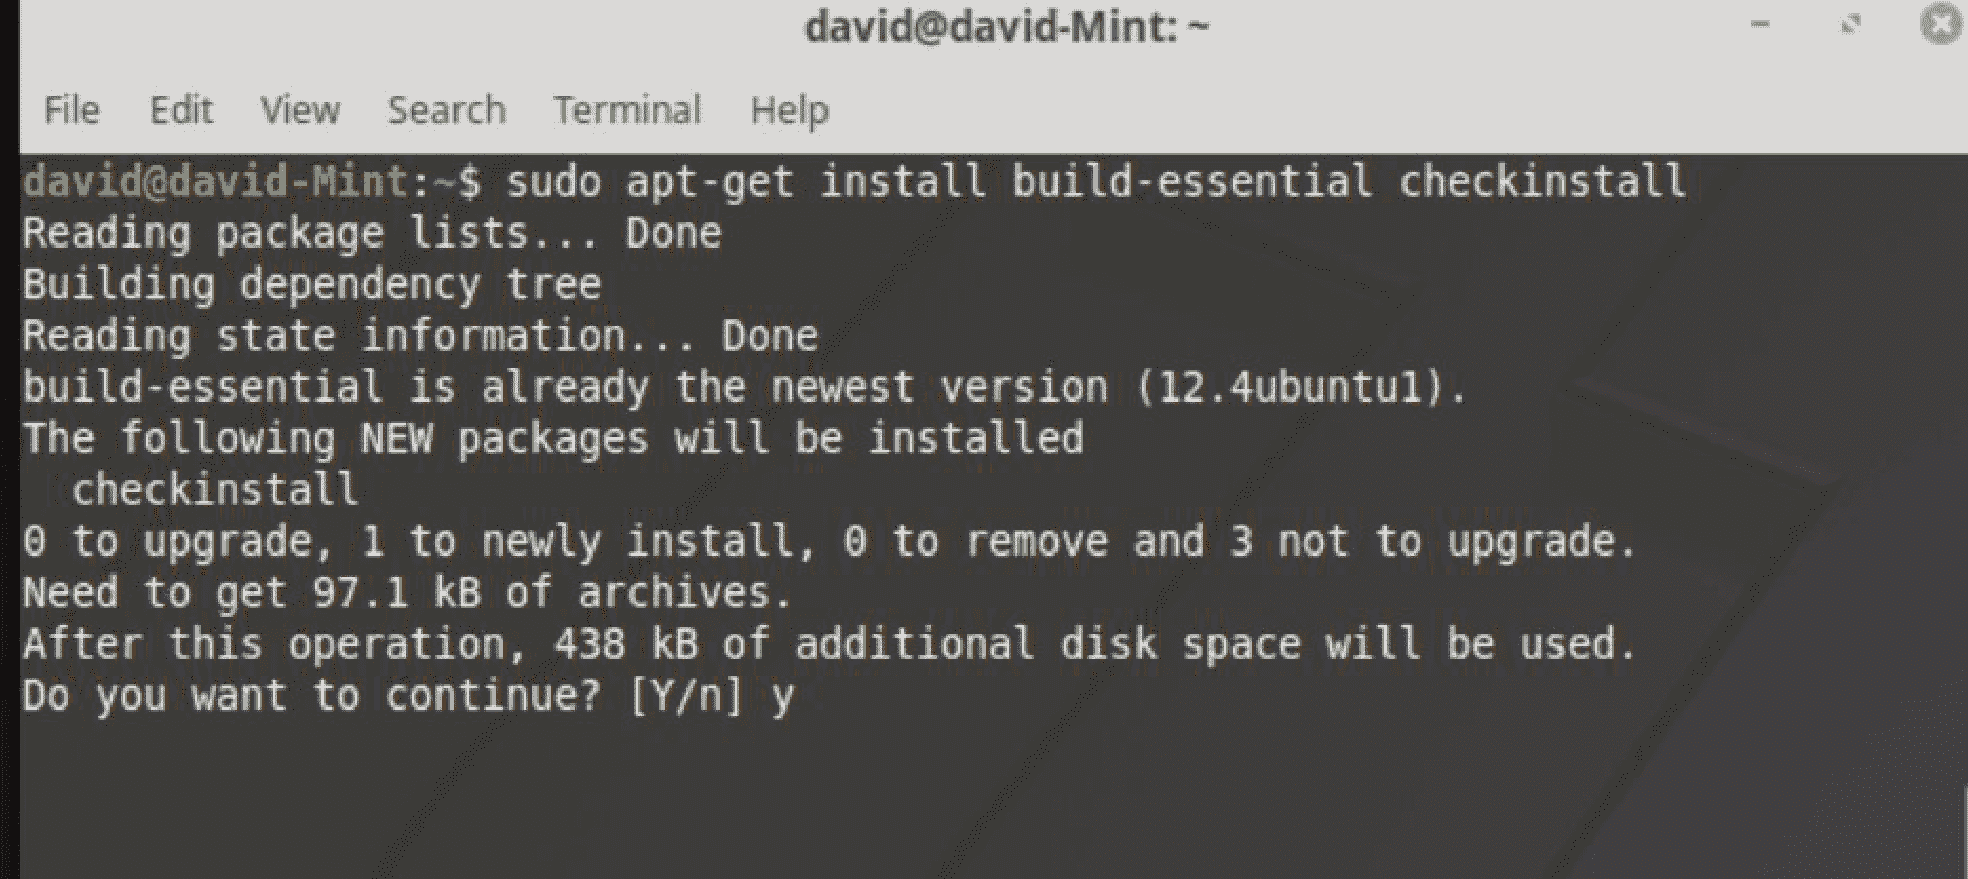 david@david-Mint: ~
File Edit View Search Terminal Help
david@david-Mint:~$ sudo apt-get install build-essential checkinstall
Reading package lists... Done
Building dependency tree
Reading state information... Done
build-essential is already the newest version (12.4ubuntu1).
The following NEW packages will be installed
  checkinstall
0 to upgrade, 1 to newly install, 0 to remove and 3 not to upgrade.
Need to get 97.1 kB of archives.
After this operation, 438 kB of additional disk space will be used.
Do you want to continue? [Y/n] y